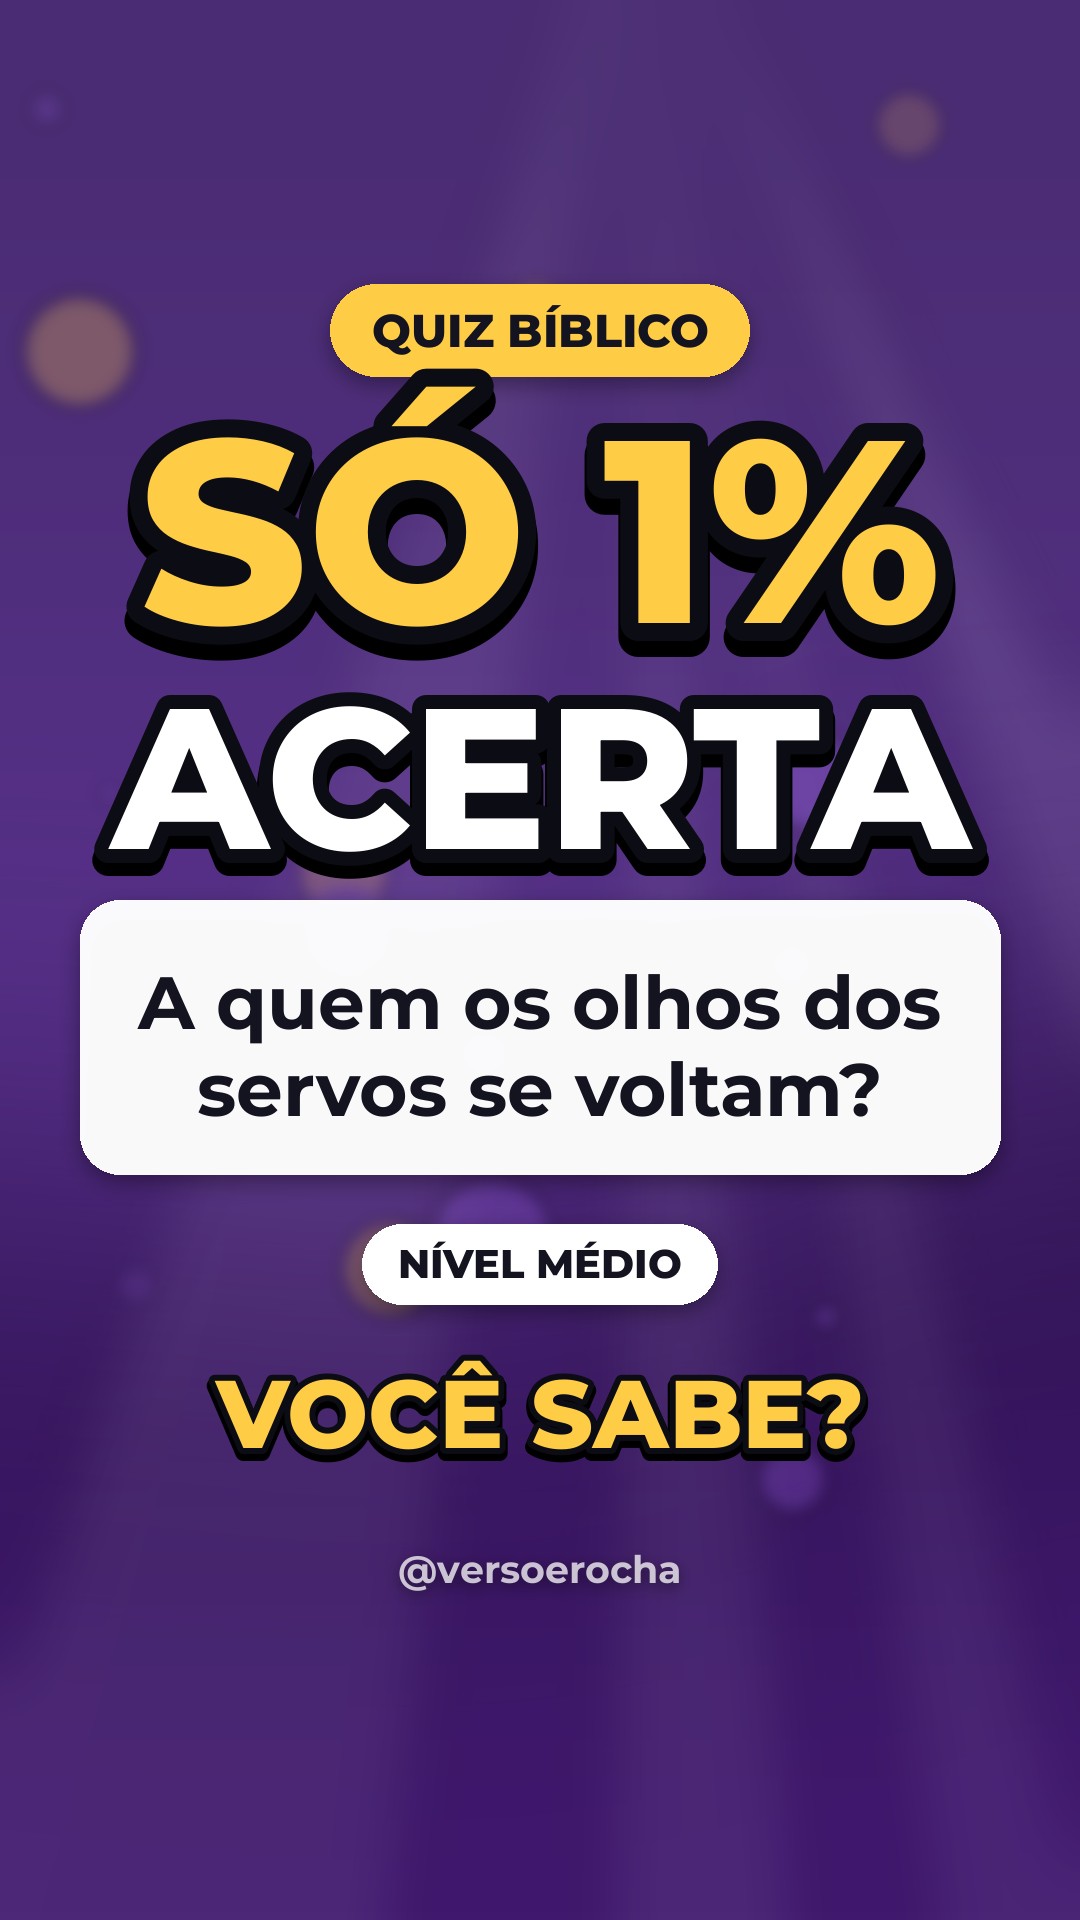 QUIZ BÍBLICO
SÓ 1%
ACERTA
A quem os olhos dos
servos se voltam?
NÍVEL MÉDIO
VOCÊ SABE?
@versoerocha